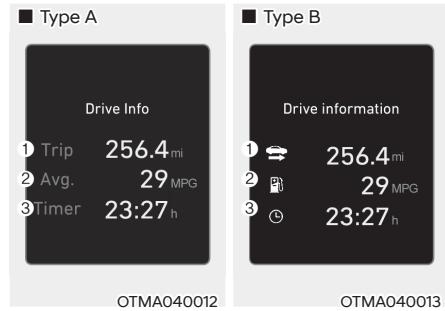 ■ Type A
Drive Info
1 Trip 256.4 mi
2 Avg. 29 MPG
3 Timer 23:27 h
OTMA040012
■ Type B
Drive information
1 256.4 mi
2 29 MPG
3 23:27 h
OTMA040013